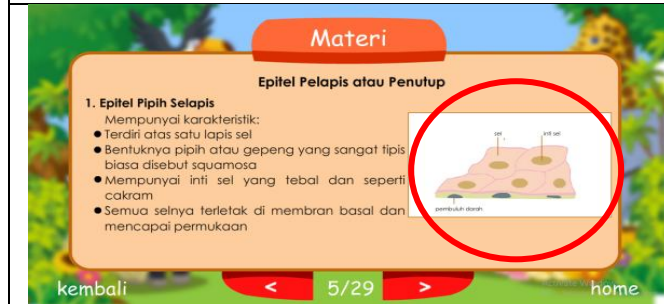 Materi
Epitel Pelapis atau Penutup
1. Epitel Pipih Selapis
Mempunyai karakteristik:
● Terdiri atas satu lapis sel
● Bentuknya pipih atau gepeng yang sangat tipis
biasa disebut squamosa
● Mempunyai inti sel yang tebal dan seperti
cakram
● Semua selnya terletak di membran basal dan
mencapai permukaan
sel
inti sel
pembuluh darah
kembali
<
5/29
>
home